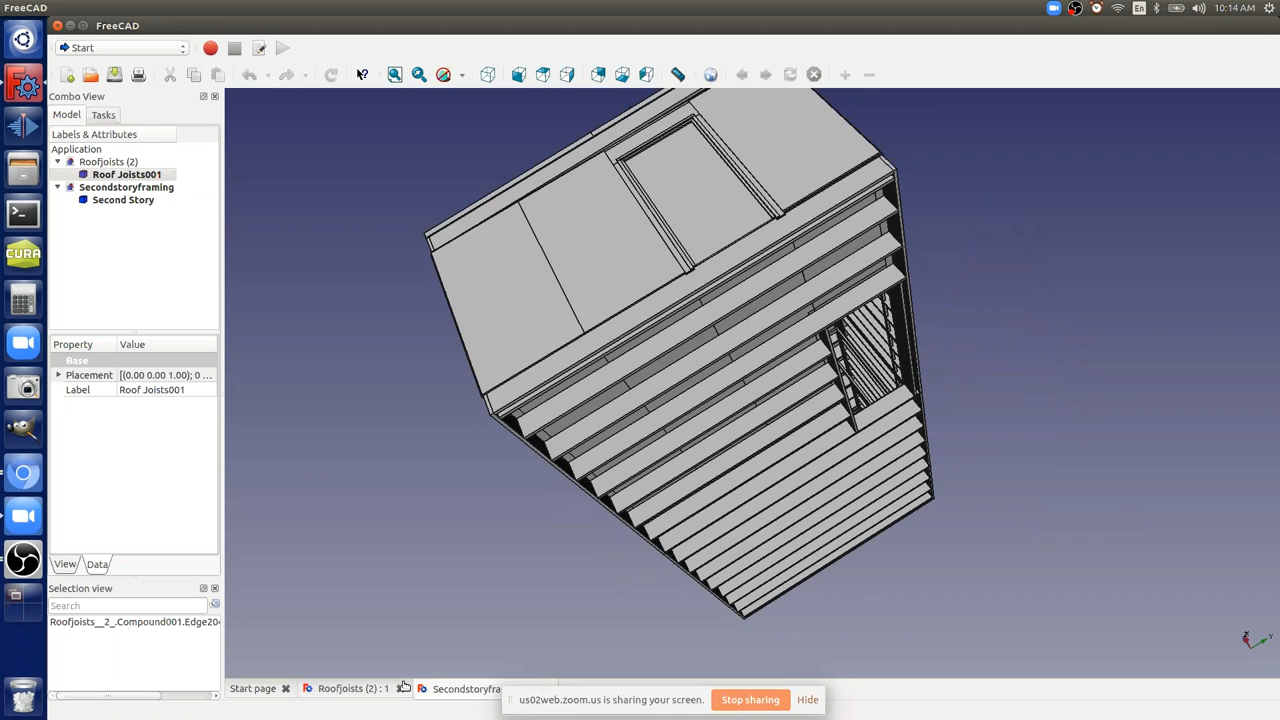 FreeCAD
En
10:14 AM
FreeCAD
Start
Combo View
Model
Tasks
Labels & Attributes
Application
Roofjoists (2)
Roof Joists001
Secondstoryframing
Second Story
CURA
Property
Value
Base
Placement
[(0.00 0.00 1.00); 0 ...
Label
Roof Joists001
View
Data
Selection view
Search
Roofjoists__2_.Compound001.Edge20
Start page
Roofjoists (2) : 1
Secondstoryfra
us02web.zoom.us is sharing your screen.
Stop sharing
Hide
Y